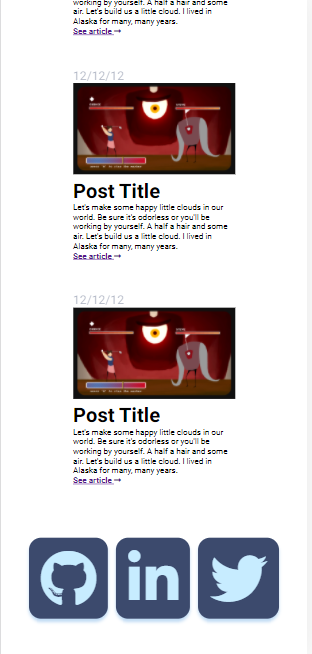 working by yourself. A half a hair and some
air. Let's build us a little cloud. I lived in
Alaska for many, many years.
See article →
12/12/12
Post Title
Let's make some happy little clouds in our
world. Be sure it's odorless or you'll be
working by yourself. A half a hair and some
air. Let's build us a little cloud. I lived in
Alaska for many, many years.
See article →
12/12/12
Post Title
Let's make some happy little clouds in our
world. Be sure it's odorless or you'll be
working by yourself. A half a hair and some
air. Let's build us a little cloud. I lived in
Alaska for many, many years.
See article →
in